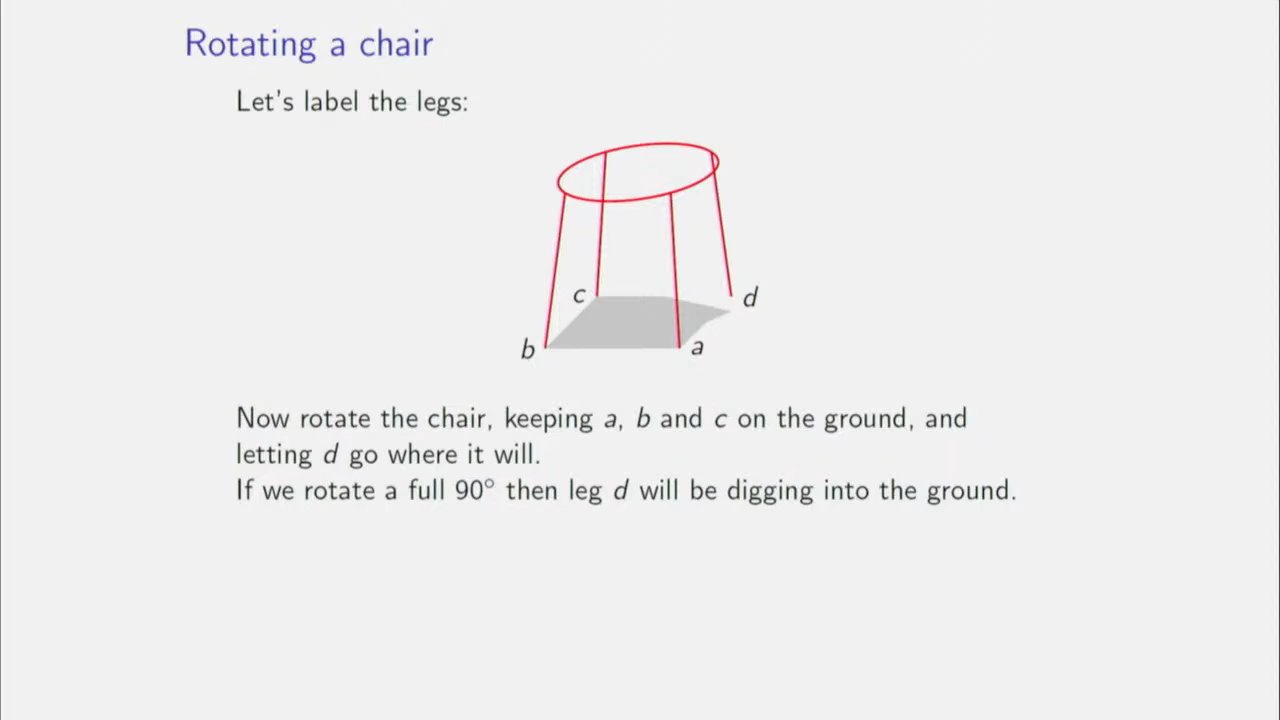 Rotating a chair
Let's label the legs:
c
d
b
a
Now rotate the chair, keeping a, b and c on the ground, and
letting d go where it will.
If we rotate a full 90° then leg d will be digging into the ground.